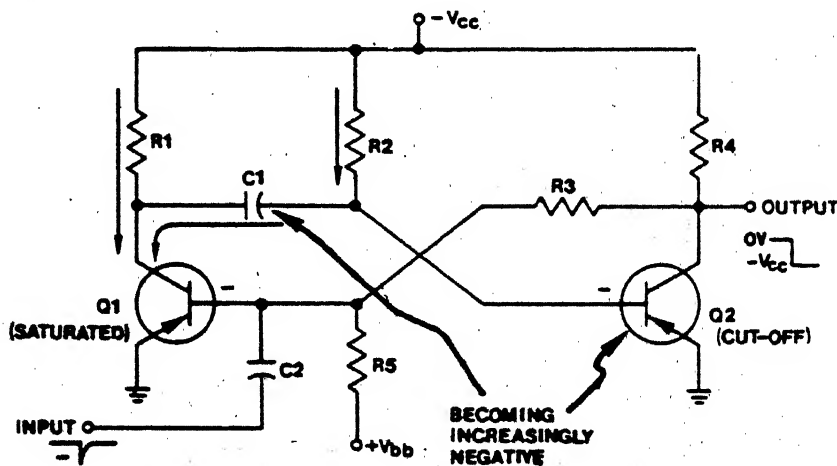 -Vcc
R1
R2
R4
C1
R3
OUTPUT
0V
-Vcc
Q1
(SATURATED)
-
-
Q2
(CUT-OFF)
C2
R5
INPUT
-
+Vbb
BECOMING
INCREASINGLY
NEGATIVE